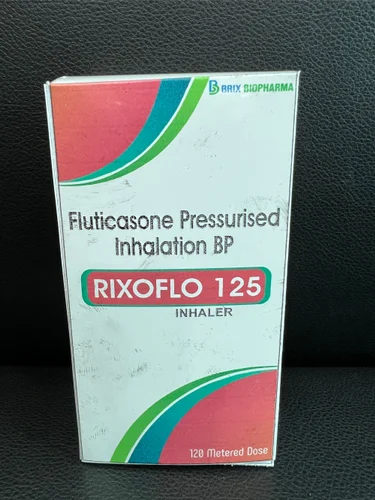 BRIX BIOPHARMA
Fluticasone Pressurised
Inhalation BP
RIXOFLO 125
INHALER
120 Metered Dose